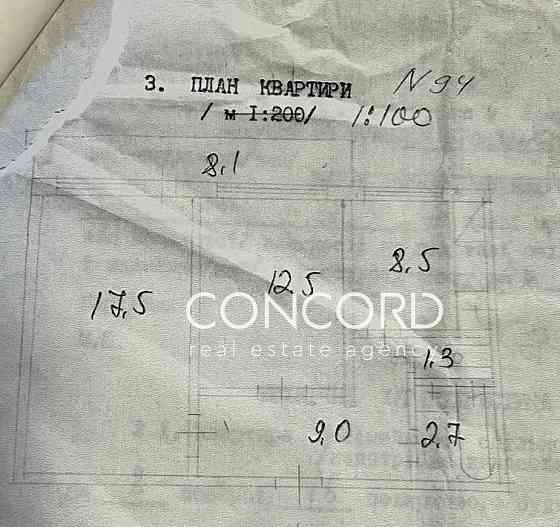 3. ПЛАН КВАРТИРИ N 94
/ м I:200/ 1:100
8,1
8,5
12,5
17,5
CONCORD
real estate agency
1,3
9,0
2,7